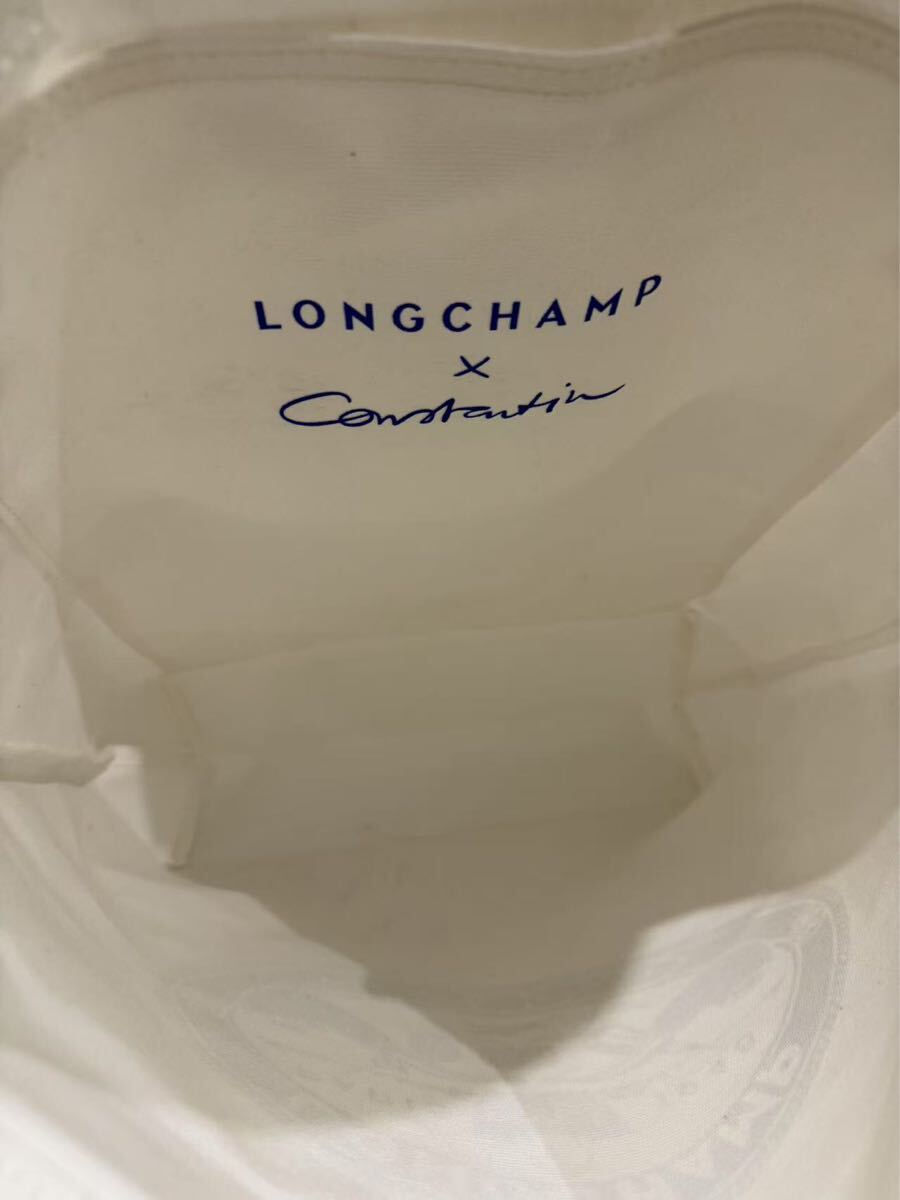 LONGCHAMP
×
Constantin